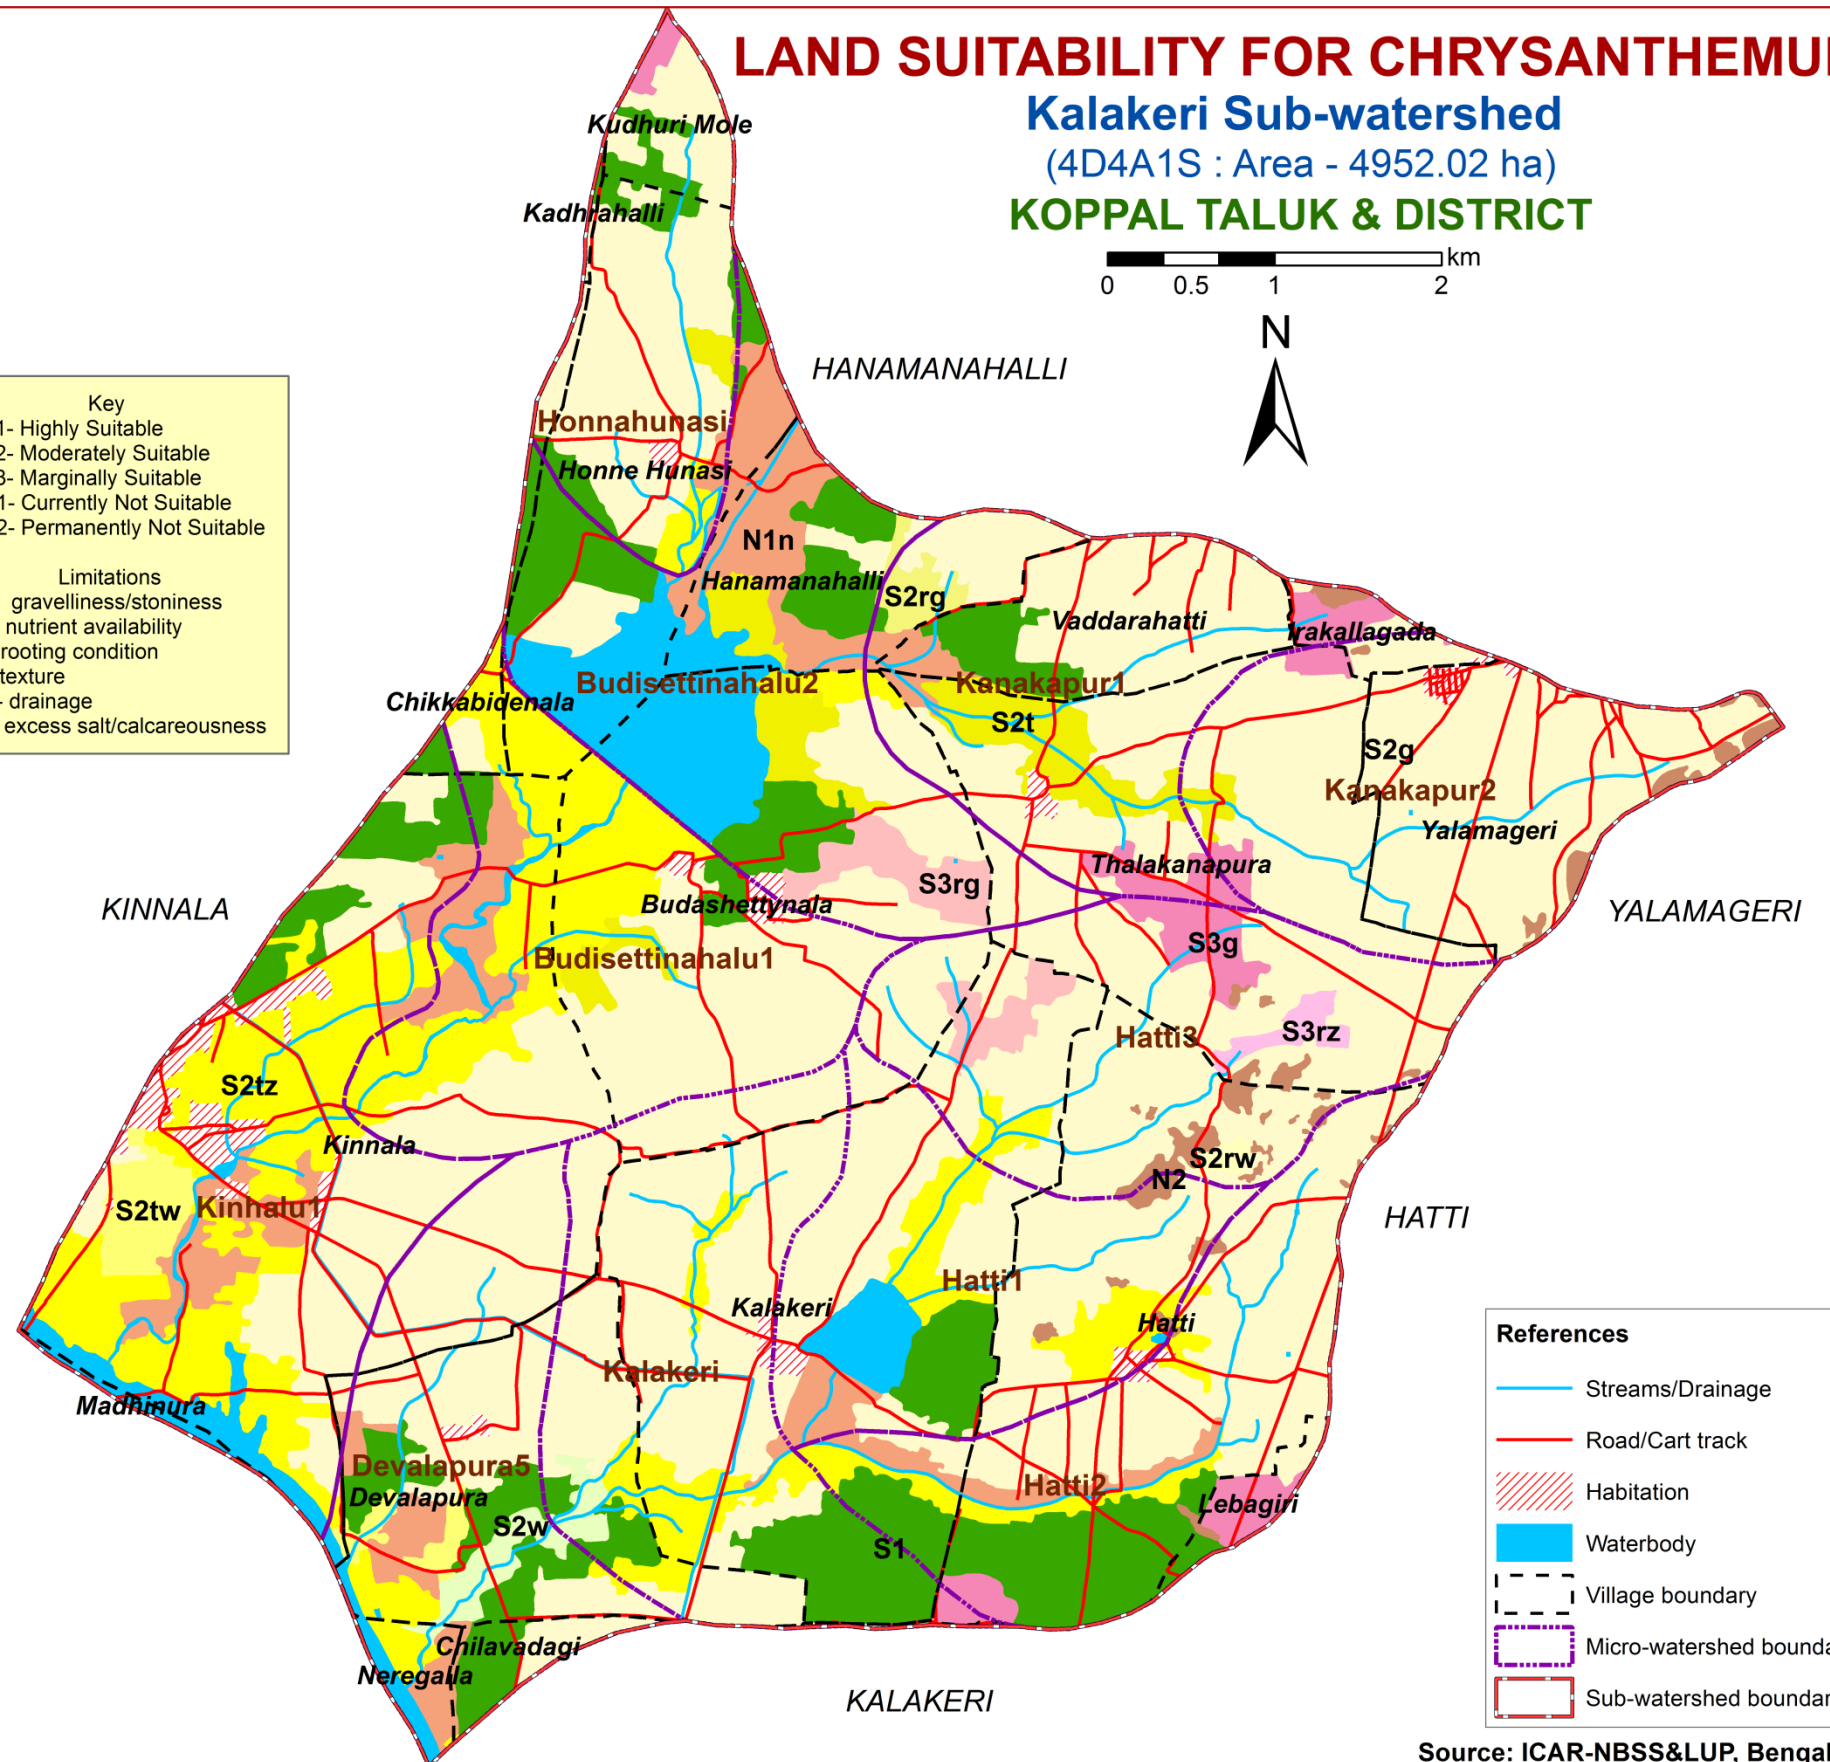 LAND SUITABILITY FOR CHRYSANTHEMU
Kalakeri Sub-watershed
(4D4A1S : Area - 4952.02 ha)
KOPPAL TALUK & DISTRICT
km
0 0.5 1 2
N
Key
1- Highly Suitable
2- Moderately Suitable
3- Marginally Suitable
1- Currently Not Suitable
2- Permanently Not Suitable
Limitations
gravelliness/stoniness
nutrient availability
rooting condition
texture
- drainage
excess salt/calcareousness
Kudhuri Mole
Kadhrahalli
HANAMANAHALLI
Honnahunasi
Honne Hunasi
N1n
Hanamanahalli
S2rg
Vaddarahatti
Irakallagada
Budisettinahalu2
Kanakapur1
Chikkabidenala
S2t
S2g
Kanakapur2
Yalamageri
Thalakanapura
S3rg
Budashettynala
KINNALA
YALAMAGERI
S3g
Budisettinahalu1
Hatti3
S3rz
S2tz
Kinnala
S2rw
N2
S2tw
Kinhalu1
HATTI
Hatti1
Kalakeri
Hatti
Kalakeri
Madhinura
Devalapura5
Devalapura
Hatti2
Lebagiri
S2w
S1
Chilavadagi
Neregalla
KALAKERI
References
Streams/Drainage
Road/Cart track
Habitation
Waterbody
Village boundary
Micro-watershed bounda
Sub-watershed boundar
Source: ICAR-NBSS&LUP, Bengal